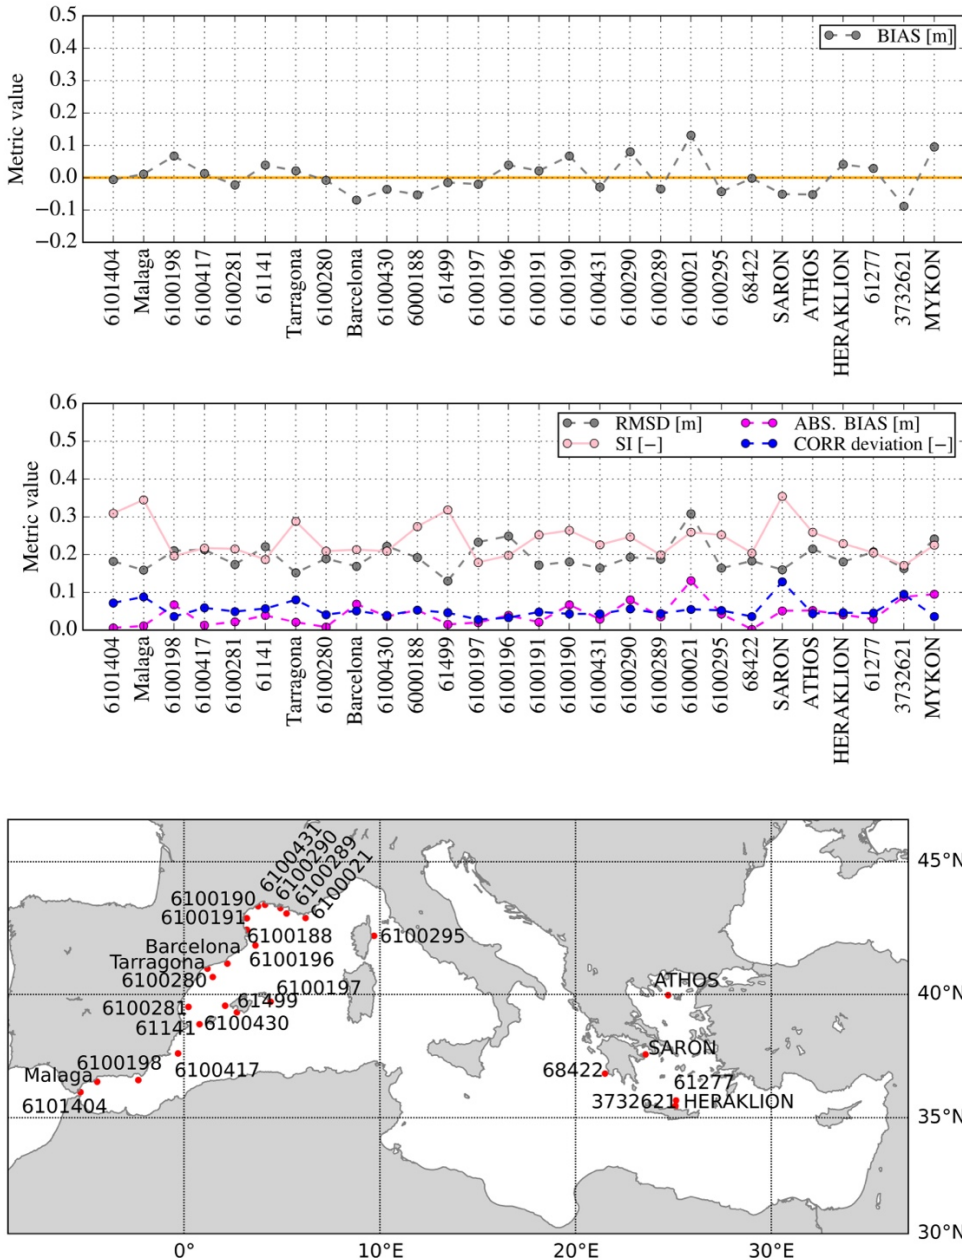 0.5
0.4
0.3
0.2
0.1
0.0
−0.1
−0.2
Metric value
BIAS [m]
6101404
Malaga
6100198
6100417
6100281
61141
Tarragona
6100280
Barcelona
6100430
6000188
61499
6100197
6100196
6100191
6100190
6100431
6100290
6100289
6100021
6100295
68422
SARON
ATHOS
HERAKLION
61277
3732621
MYKON
0.6
0.5
0.4
0.3
0.2
0.1
0.0
Metric value
RMSD [m]
ABS. BIAS [m]
SI [−]
CORR deviation [−]
6101404
Malaga
6100198
6100417
6100281
61141
Tarragona
6100280
Barcelona
6100430
6000188
61499
6100197
6100196
6100191
6100190
6100431
6100290
6100289
6100021
6100295
68422
SARON
ATHOS
HERAKLION
61277
3732621
MYKON
6100431
6100290
6100289
6100021
45°N
6100190
6100191
6100188
6100295
Barcelona
6100196
Tarragona
6100280
6100197
ATHOS
40°N
6100281
61499
61141
6100430
SARON
6100198
6100417
68422
61277
Malaga
6101404
3732621
HERAKLION
35°N
30°N
0°
10°E
20°E
30°E